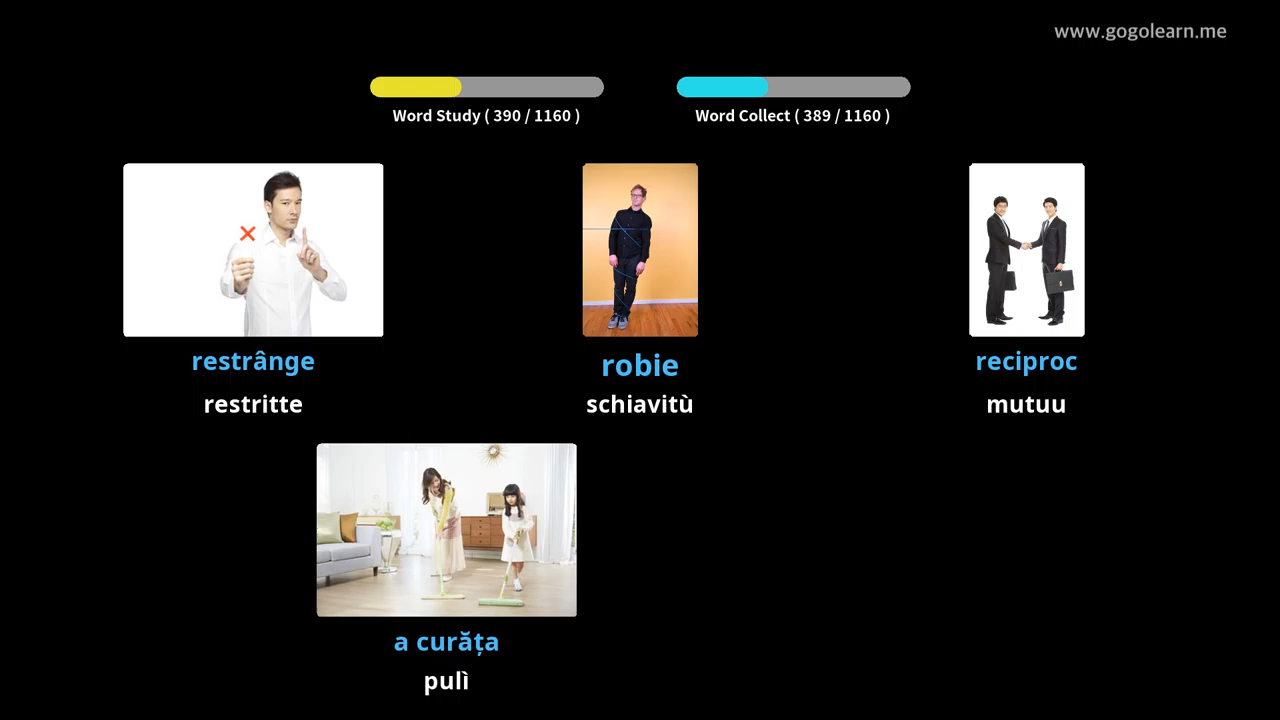 www.gogolearn.me
Word Study ( 390 / 1160 )
Word Collect ( 389 / 1160 )
restrânge
robie
reciproc
restritte
schiavitù
mutuu
a curăța
pulì